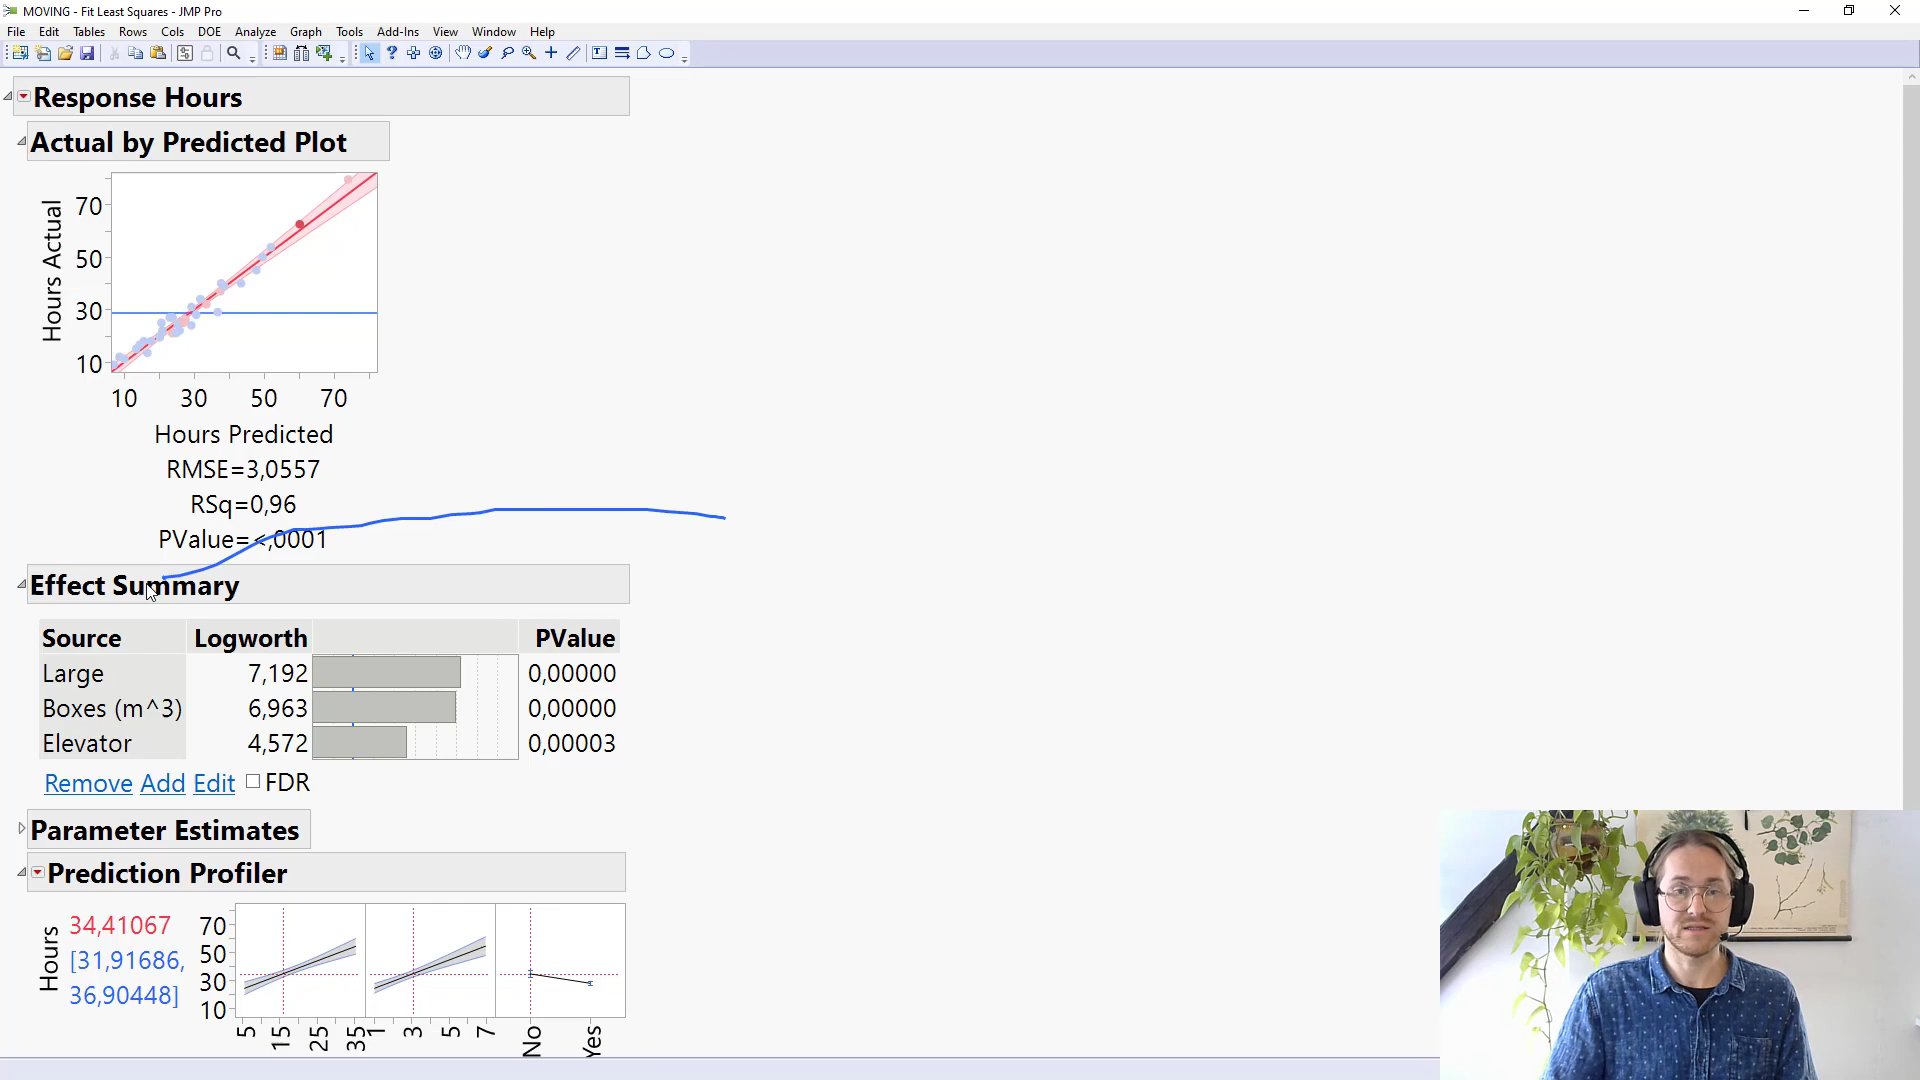 MOVING - Fit Least Squares - JMP Pro
File Edit Tables Rows Cols DOE Analyze Graph Tools Add-Ins View Window Help
Response Hours
Actual by Predicted Plot
Hours Actual
70
50
30
10
10 30 50 70
Hours Predicted
RMSE=3,0557
RSq=0,96
PValue=<,0001
Effect Summary
Source Logworth PValue
Large 7,192 0,00000
Boxes (m^3) 6,963 0,00000
Elevator 4,572 0,00003
Remove Add Edit FDR
Parameter Estimates
Prediction Profiler
Hours
34,41067
[31,91686,
36,90448]
70
50
30
10
5 15 25 35 1 3 5 7 No Yes